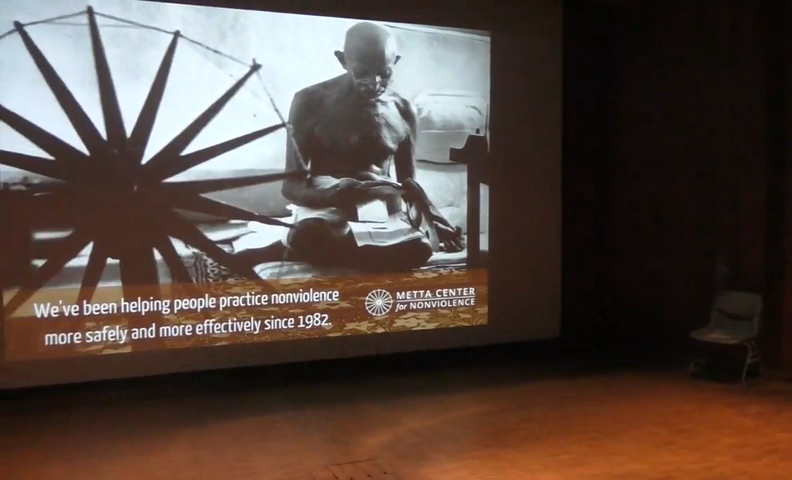 We've been helping people practice nonviolence
more safely and more effectively since 1982.
METTA CENTER
for NONVIOLENCE